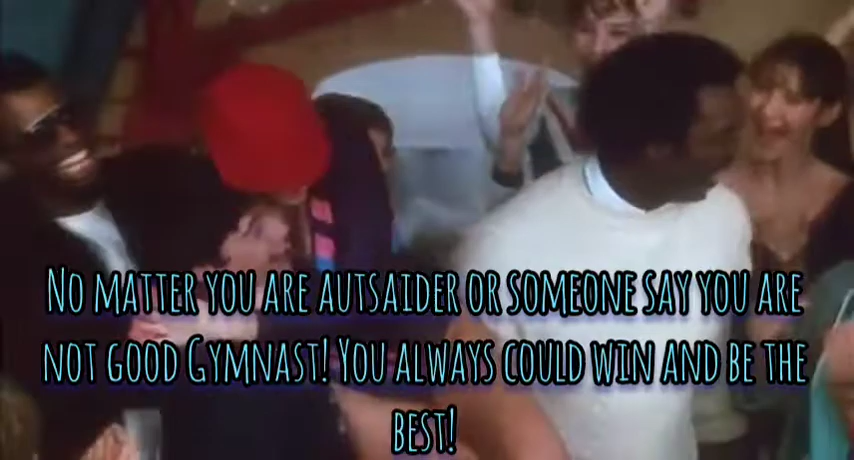 No matter you are autsaider or someone say you are
not good Gymnast! You always could win and be the
best!